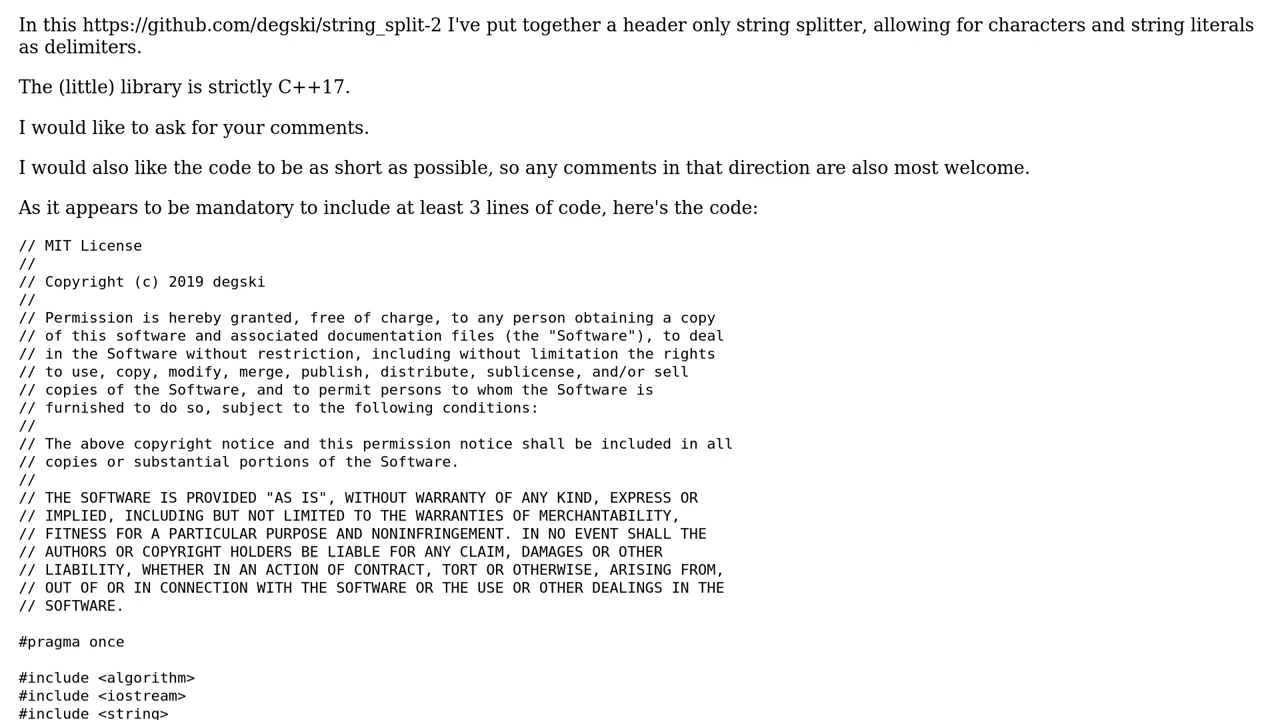 In this https://github.com/degski/string_split-2 I've put together a header only string splitter, allowing for characters and string literals
as delimiters.
The (little) library is strictly C++17.
I would like to ask for your comments.
I would also like the code to be as short as possible, so any comments in that direction are also most welcome.
As it appears to be mandatory to include at least 3 lines of code, here's the code:
// MIT License
//
// Copyright (c) 2019 degski
//
// Permission is hereby granted, free of charge, to any person obtaining a copy
// of this software and associated documentation files (the "Software"), to deal
// in the Software without restriction, including without limitation the rights
// to use, copy, modify, merge, publish, distribute, sublicense, and/or sell
// copies of the Software, and to permit persons to whom the Software is
// furnished to do so, subject to the following conditions:
//
// The above copyright notice and this permission notice shall be included in all
// copies or substantial portions of the Software.
//
// THE SOFTWARE IS PROVIDED "AS IS", WITHOUT WARRANTY OF ANY KIND, EXPRESS OR
// IMPLIED, INCLUDING BUT NOT LIMITED TO THE WARRANTIES OF MERCHANTABILITY,
// FITNESS FOR A PARTICULAR PURPOSE AND NONINFRINGEMENT. IN NO EVENT SHALL THE
// AUTHORS OR COPYRIGHT HOLDERS BE LIABLE FOR ANY CLAIM, DAMAGES OR OTHER
// LIABILITY, WHETHER IN AN ACTION OF CONTRACT, TORT OR OTHERWISE, ARISING FROM,
// OUT OF OR IN CONNECTION WITH THE SOFTWARE OR THE USE OR OTHER DEALINGS IN THE
// SOFTWARE.
#pragma once
#include <algorithm>
#include <iostream>
#include <string>